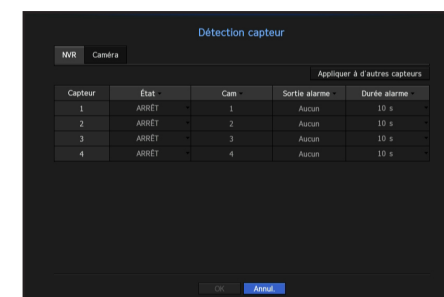 Détection capteur
NVR Caméra
Appliquer à d'autres capteurs
Capteur État Cam Sortie alarme Durée alarme
1 ARRÊT 1 Aucun 10 s
2 ARRÊT 2 Aucun 10 s
3 ARRÊT 3 Aucun 10 s
4 ARRÊT 4 Aucun 10 s
OK Annul.